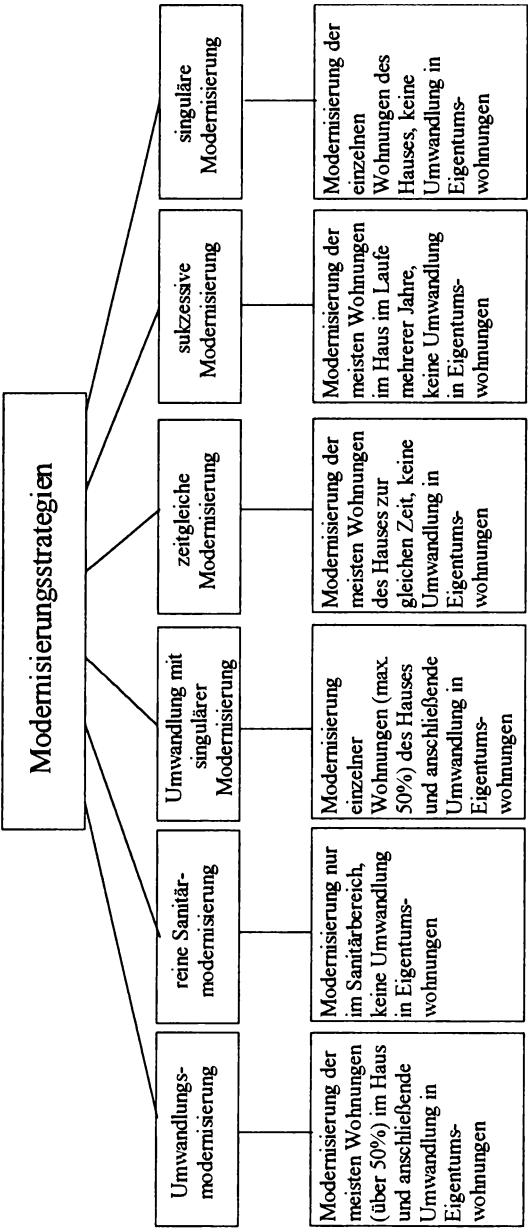 Modernisierungsstrategien
Umwandlungs-
modernisierung
reine Sanitär-
modernisierung
Umwandlung mit
singulärer
Modernisierung
zeitgleiche
Modernisierung
sukzessive
Modernisierung
singuläre
Modernisierung
Modernisierung der
meisten Wohnungen
(über 50%) im Haus
und anschließende
Umwandlung in
Eigentums-
wohnungen
Modernisierung nur
im Sanitärbereich,
keine Umwandlung
in Eigentums-
wohnungen
Modernisierung
einzelner
Wohnungen (max.
50%) des Hauses
und anschließende
Umwandlung in
Eigentums-
wohnungen
Modernisierung der
meisten Wohnungen
des Hauses zur
gleichen Zeit, keine
Umwandlung in
Eigentums-
wohnungen
Modernisierung der
meisten Wohnungen
im Haus im Laufe
mehrerer Jahre,
keine Umwandlung
in Eigentums-
wohnungen
Modernisierung der
einzelnen
Wohnungen des
Hauses, keine
Umwandlung in
Eigentums-
wohnungen